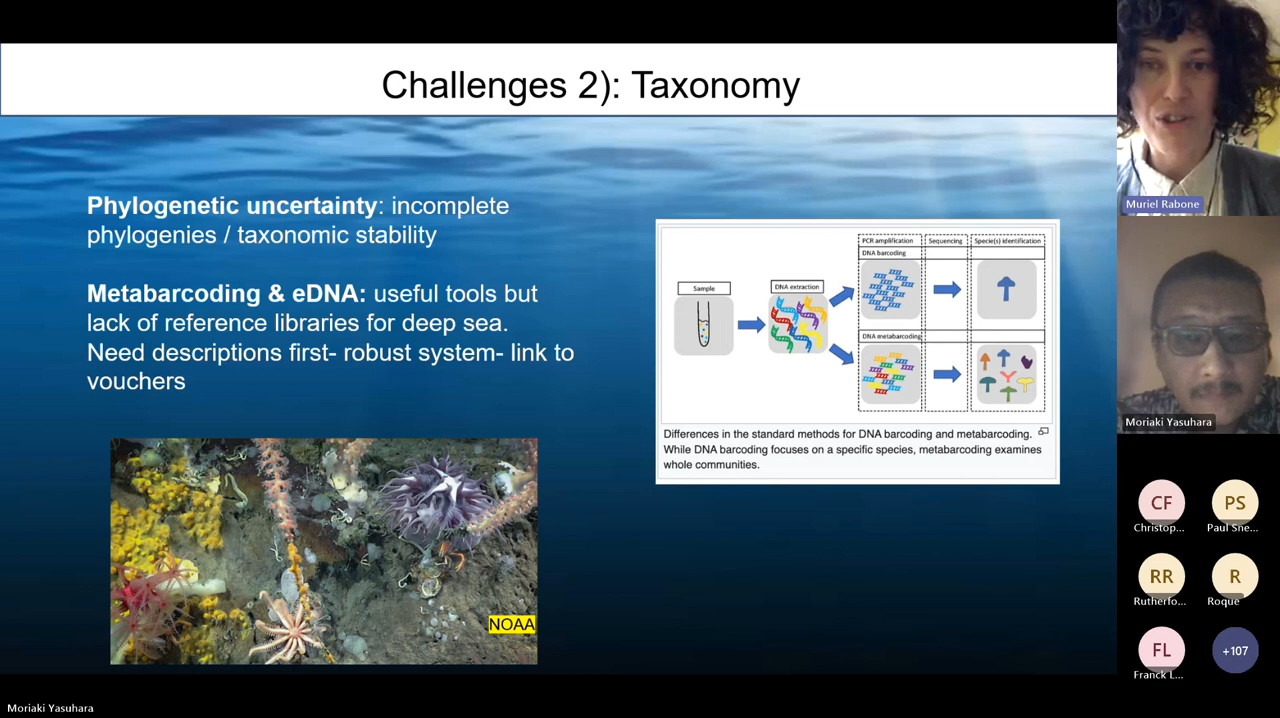 Challenges 2): Taxonomy
Phylogenetic uncertainty: incomplete
phylogenies / taxonomic stability
Metabarcoding & eDNA: useful tools but
lack of reference libraries for deep sea.
Need descriptions first- robust system- link to
vouchers
NOAA
Sample
DNA extraction
PCR amplification
Sequencing
Specie(s) identification
DNA barcoding
DNA metabarcoding
Differences in the standard methods for DNA barcoding and metabarcoding.
While DNA barcoding focuses on a specific species, metabarcoding examines
whole communities.
Muriel Rabone
Moriaki Yasuhara
CF
Christop...
PS
Paul Sne...
RR
Rutherfo...
R
Roque
FL
Franck L...
+107
Moriaki Yasuhara